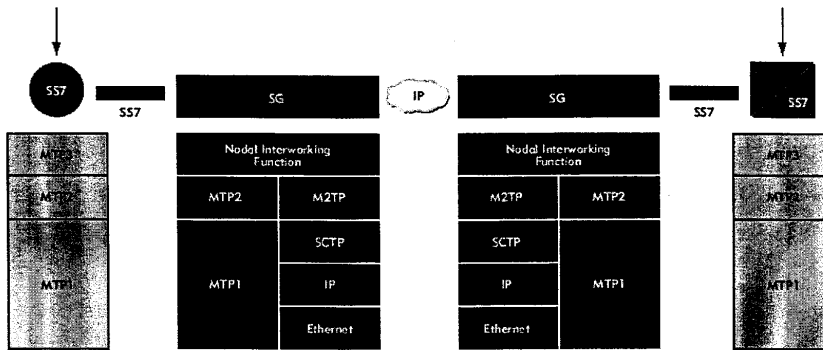 SS7
SS7
SG
IP
SG
SS7
SS7
MTP3
MTP2
MTP1
Nodal Interworking
Function
MTP2
M2TP
MTP1
SCTP
IP
Ethernet
Nodal Interworking
Function
M2TP
MTP2
SCTP
IP
Ethernet
MTP1
MTP3
MTP2
MTP1